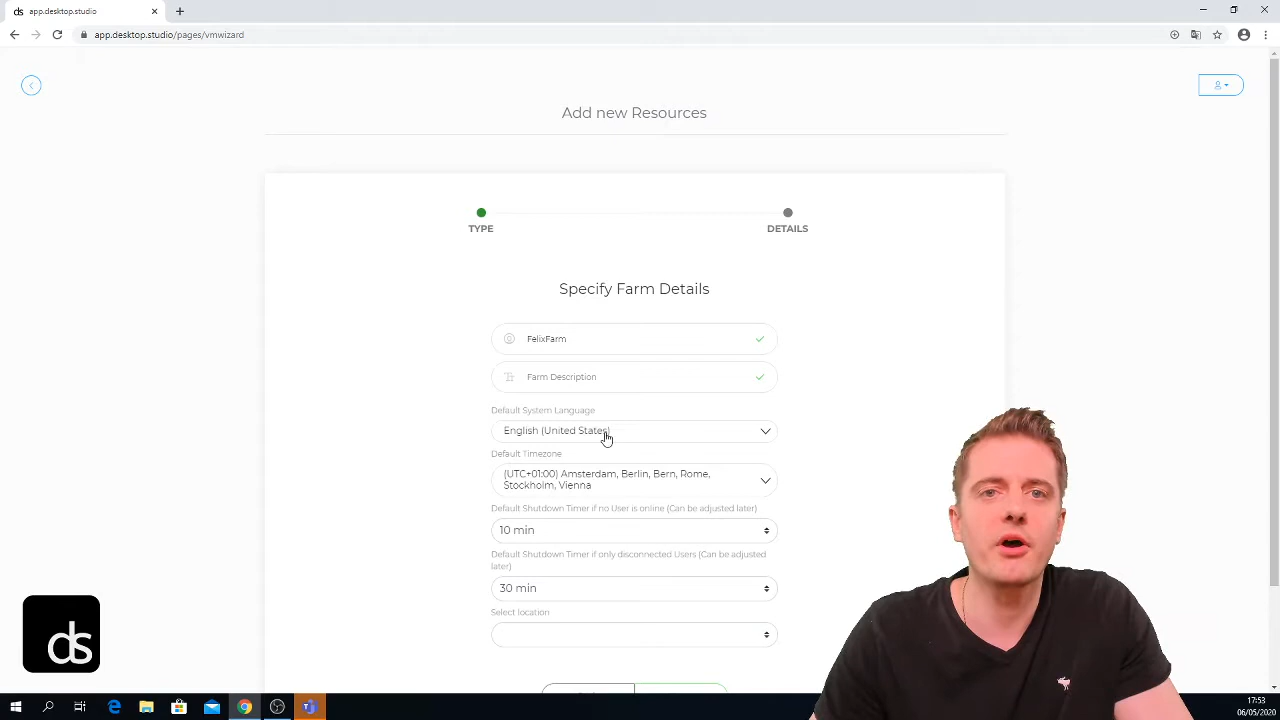 ds
desktop.studio
app.desktop.studio/pages/vmwizard
Add new Resources
TYPE
DETAILS
Specify Farm Details
FelixFarm
Farm Description
Default System Language
English (United States)
Default Timezone
(UTC+01:00) Amsterdam, Berlin, Bern, Rome,
Stockholm, Vienna
Default Shutdown Timer if no User is online (Can be adjusted later)
10 min
Default Shutdown Timer if only disconnected Users (Can be adjusted
later)
30 min
Select location
ds
17:53
06/05/2020